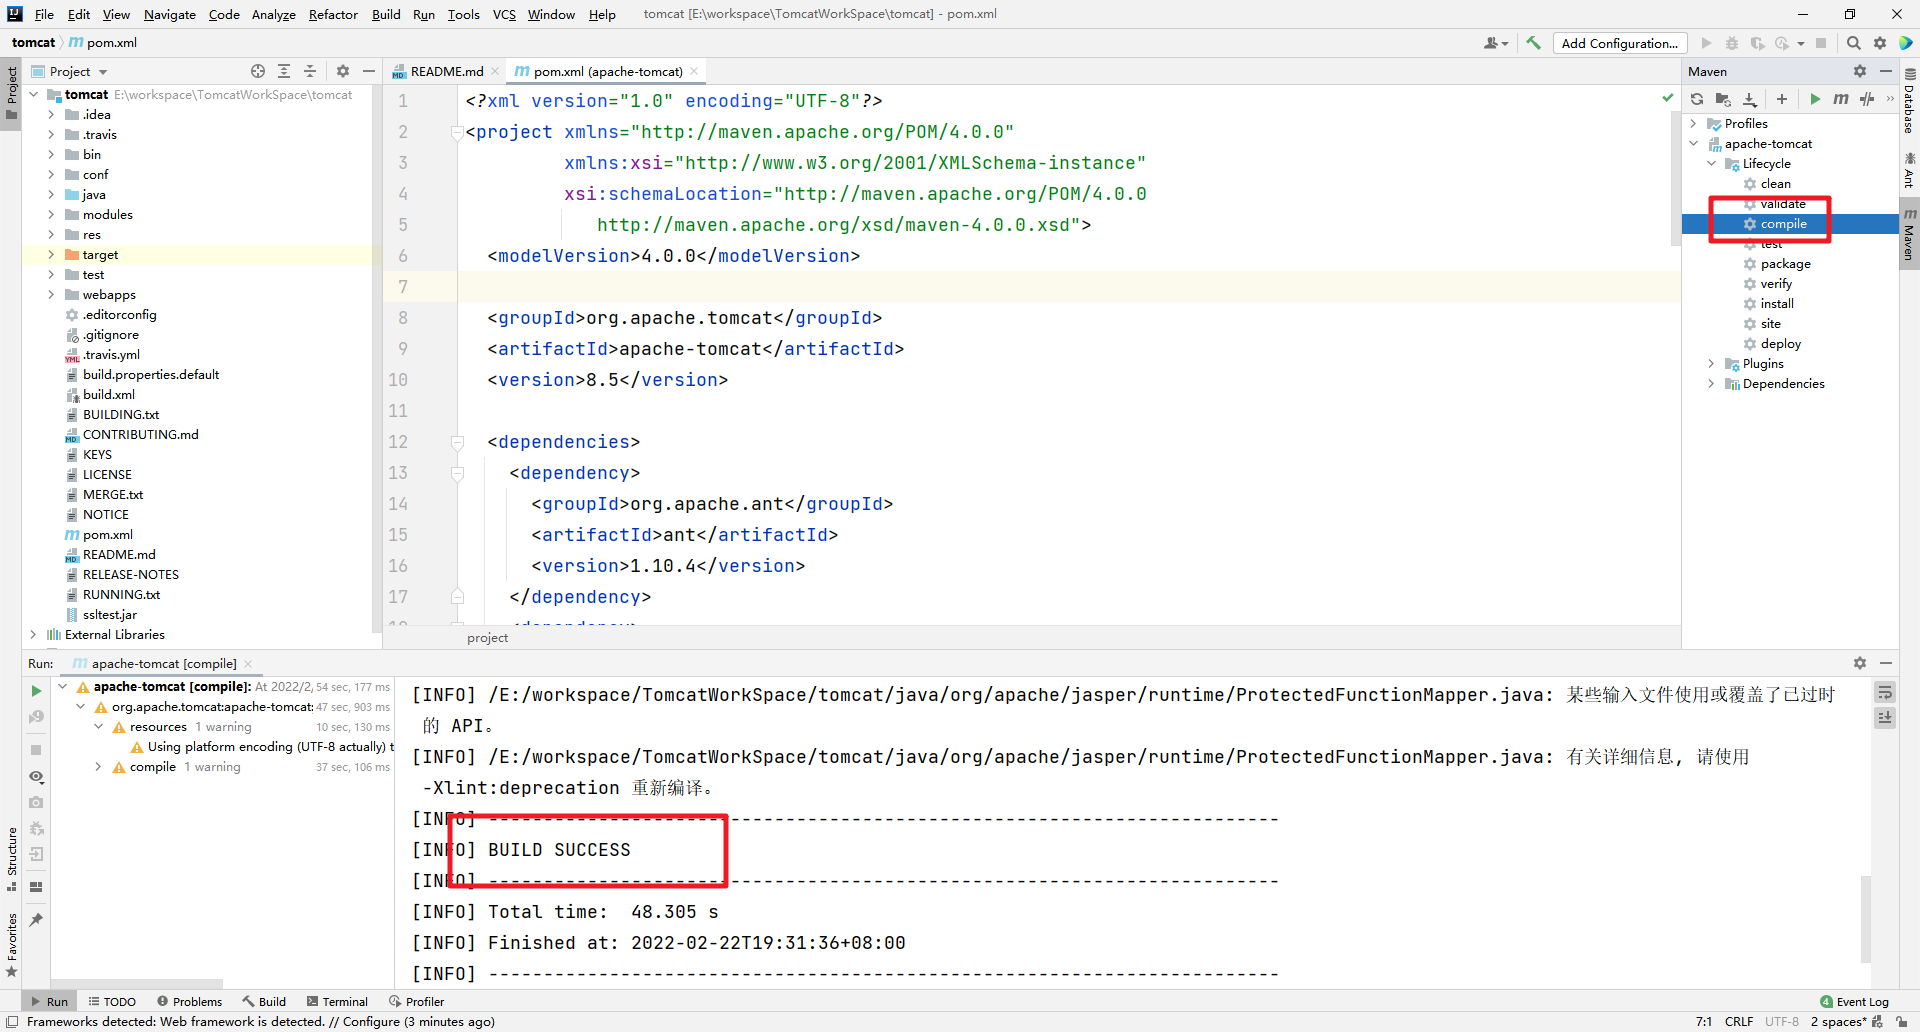 File Edit View Navigate Code Analyze Refactor Build Run Tools VCS Window Help tomcat [E:\workspace\TomcatWorkSpace\tomcat] - pom.xml
tomcat pom.xml Add Configuration...
Project
Project
README.md
pom.xml (apache-tomcat)
Maven
tomcat E:\workspace\TomcatWorkSpace\tomcat
.idea
.travis
bin
conf
java
modules
res
target
test
webapps
.editorconfig
.gitignore
.travis.yml
build.properties.default
build.xml
BUILDING.txt
CONTRIBUTING.md
KEYS
LICENSE
MERGE.txt
NOTICE
pom.xml
README.md
RELEASE-NOTES
RUNNING.txt
ssltest.jar
External Libraries
1 <?xml version="1.0" encoding="UTF-8"?>
2 <project xmlns="http://maven.apache.org/POM/4.0.0"
3 xmlns:xsi="http://www.w3.org/2001/XMLSchema-instance"
4 xsi:schemaLocation="http://maven.apache.org/POM/4.0.0
5 http://maven.apache.org/xsd/maven-4.0.0.xsd">
6 <modelVersion>4.0.0</modelVersion>
7
8 <groupId>org.apache.tomcat</groupId>
9 <artifactId>apache-tomcat</artifactId>
10 <version>8.5</version>
11
12 <dependencies>
13 <dependency>
14 <groupId>org.apache.ant</groupId>
15 <artifactId>ant</artifactId>
16 <version>1.10.4</version>
17 </dependency>
project
Profiles
apache-tomcat
Lifecycle
clean
validate
compile
test
package
verify
install
site
deploy
Plugins
Dependencies
Database
Ant
Maven
Run: apache-tomcat [compile]
apache-tomcat [compile]: At 2022/2, 54 sec, 177 ms
org.apache.tomcat:apache-tomcat: 47 sec, 903 ms
resources 1 warning 10 sec, 130 ms
Using platform encoding (UTF-8 actually) t
compile 1 warning 37 sec, 106 ms
[INFO] /E:/workspace/TomcatWorkSpace/tomcat/java/org/apache/jasper/runtime/ProtectedFunctionMapper.java: 某些输入文件使用或覆盖了已过时
的 API。
[INFO] /E:/workspace/TomcatWorkSpace/tomcat/java/org/apache/jasper/runtime/ProtectedFunctionMapper.java: 有关详细信息, 请使用
-Xlint:deprecation 重新编译。
[INFO] ------------------------------------------------------------------------
[INFO] BUILD SUCCESS
[INFO] ------------------------------------------------------------------------
[INFO] Total time:  48.305 s
[INFO] Finished at: 2022-02-22T19:31:36+08:00
[INFO] ------------------------------------------------------------------------
Structure
Favorites
Run TODO Problems Build Terminal Profiler 4 Event Log
Frameworks detected: Web framework is detected. // Configure (3 minutes ago) 7:1 CRLF UTF-8 2 spaces*